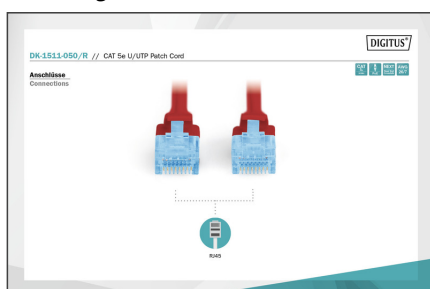 DIGITUS®
DK-1511-050/R // CAT 5e U/UTP Patch Cord
Anschlüsse
Connections
RJ45